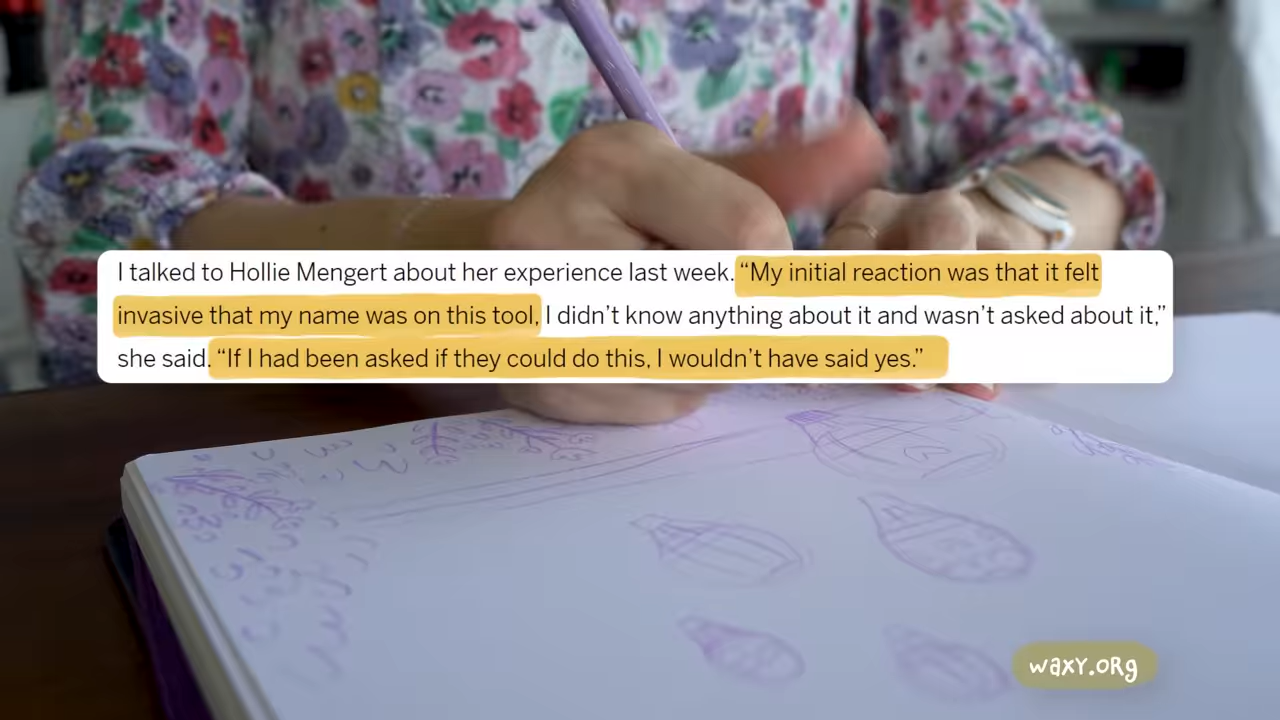 I talked to Hollie Mengert about her experience last week. “My initial reaction was that it felt
invasive that my name was on this tool, I didn’t know anything about it and wasn’t asked about it,”
she said. “If I had been asked if they could do this, I wouldn’t have said yes.”
waxy.org